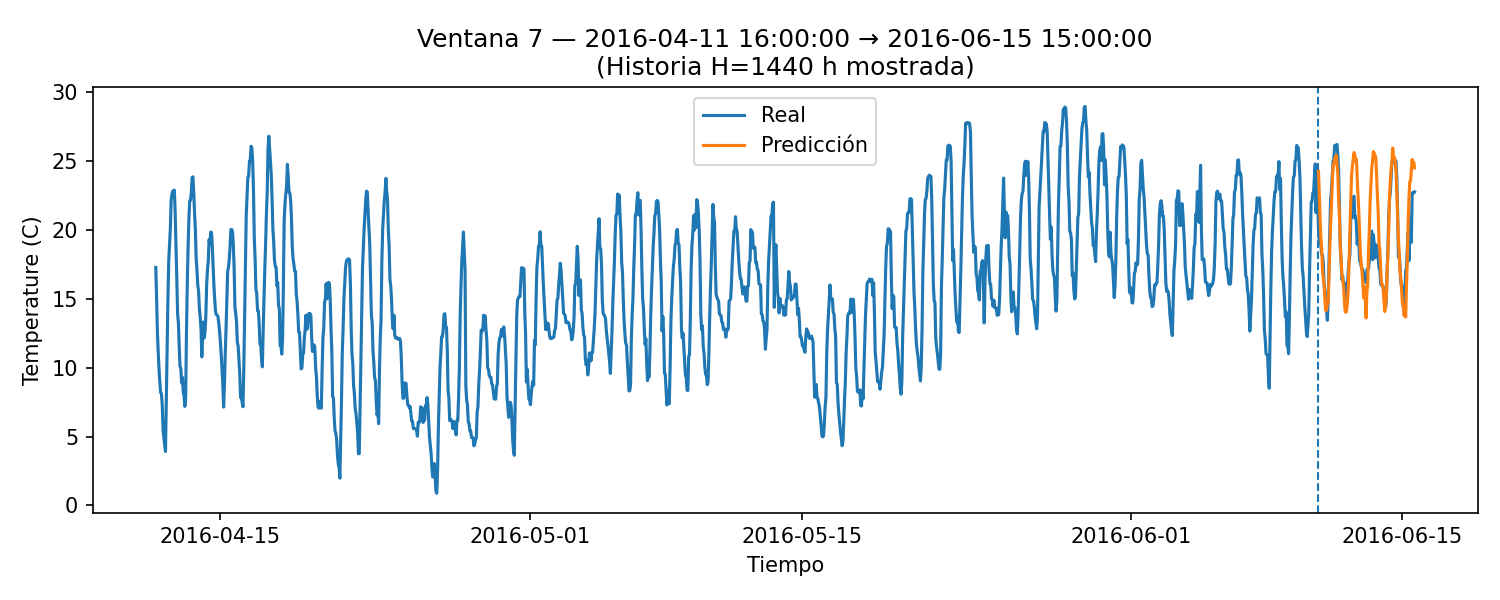 Ventana 7 — 2016-04-11 16:00:00 → 2016-06-15 15:00:00
(Historia H=1440 h mostrada)
Real
Predicción
Temperature (C)
30
25
20
15
10
5
0
2016-04-15
2016-05-01
2016-05-15
2016-06-01
2016-06-15
Tiempo